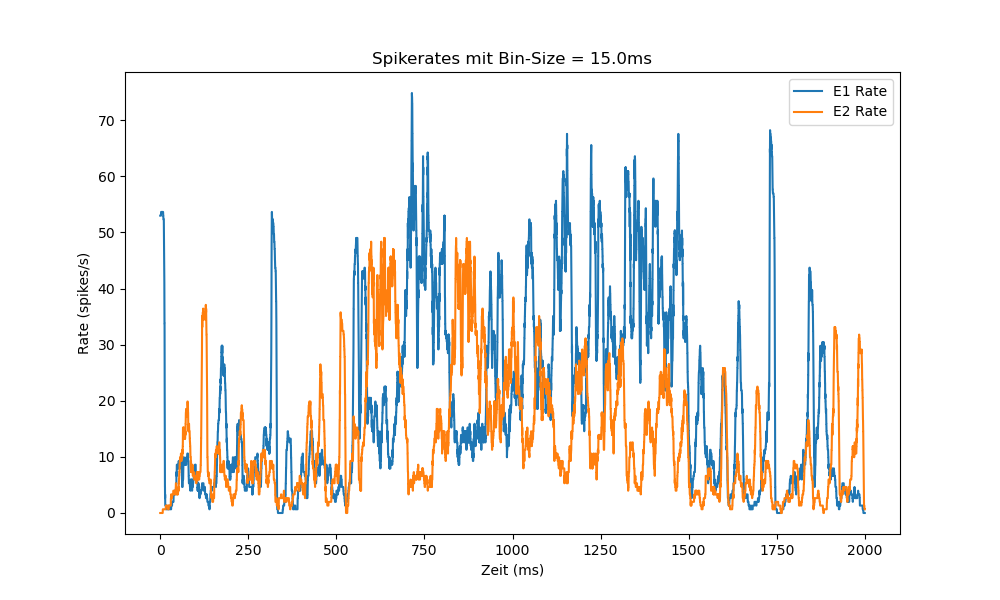 Spikerates mit Bin-Size = 15.0ms
E1 Rate
E2 Rate
Rate (spikes/s)
70
60
50
40
30
20
10
0
0 250 500 750 1000 1250 1500 1750 2000
Zeit (ms)